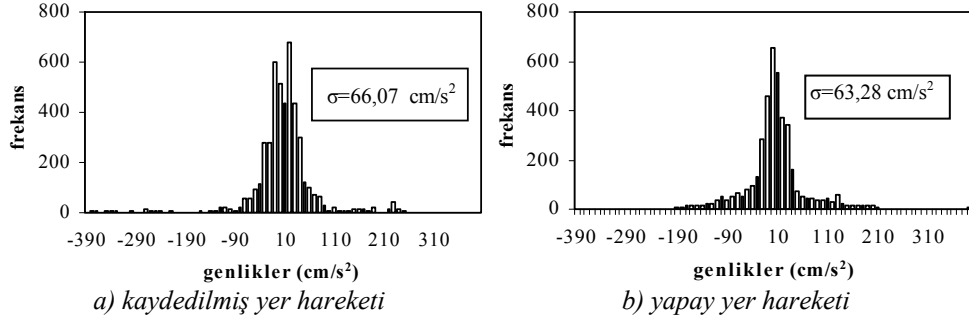 800
600
400
200
0
frekans
σ=66,07 cm/s²
-390 -290 -190 -90 10 110 210 310
genlikler (cm/s²)
a) kaydedilmiş yer hareketi
800
600
400
200
0
frekans
σ=63,28 cm/s²
-390 -290 -190 -90 10 110 210 310
genlikler (cm/s²)
b) yapay yer hareketi